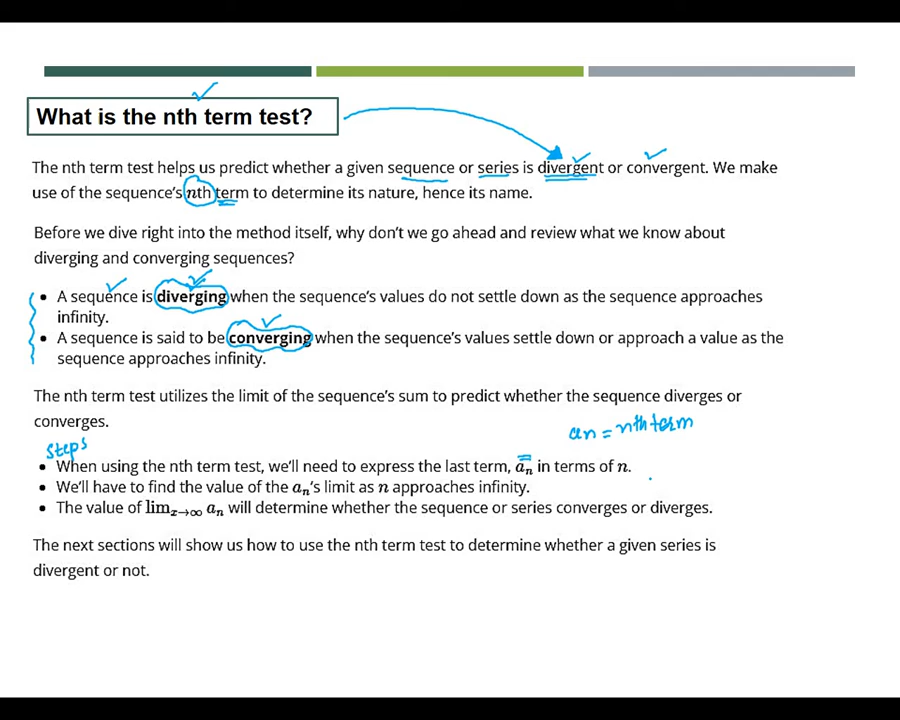 What is the nth term test?
The nth term test helps us predict whether a given sequence or series is divergent or convergent. We make
use of the sequence's nth term to determine its nature, hence its name.
Before we dive right into the method itself, why don't we go ahead and review what we know about
diverging and converging sequences?
• A sequence is diverging when the sequence's values do not settle down as the sequence approaches
infinity.
• A sequence is said to be converging when the sequence's values settle down or approach a value as the
sequence approaches infinity.
The nth term test utilizes the limit of the sequence's sum to predict whether the sequence diverges or
converges.
an = nth term
steps
• When using the nth term test, we'll need to express the last term, aₙ in terms of n.
• We'll have to find the value of the aₙ's limit as n approaches infinity.
• The value of limₓ→∞ aₙ will determine whether the sequence or series converges or diverges.
The next sections will show us how to use the nth term test to determine whether a given series is
divergent or not.